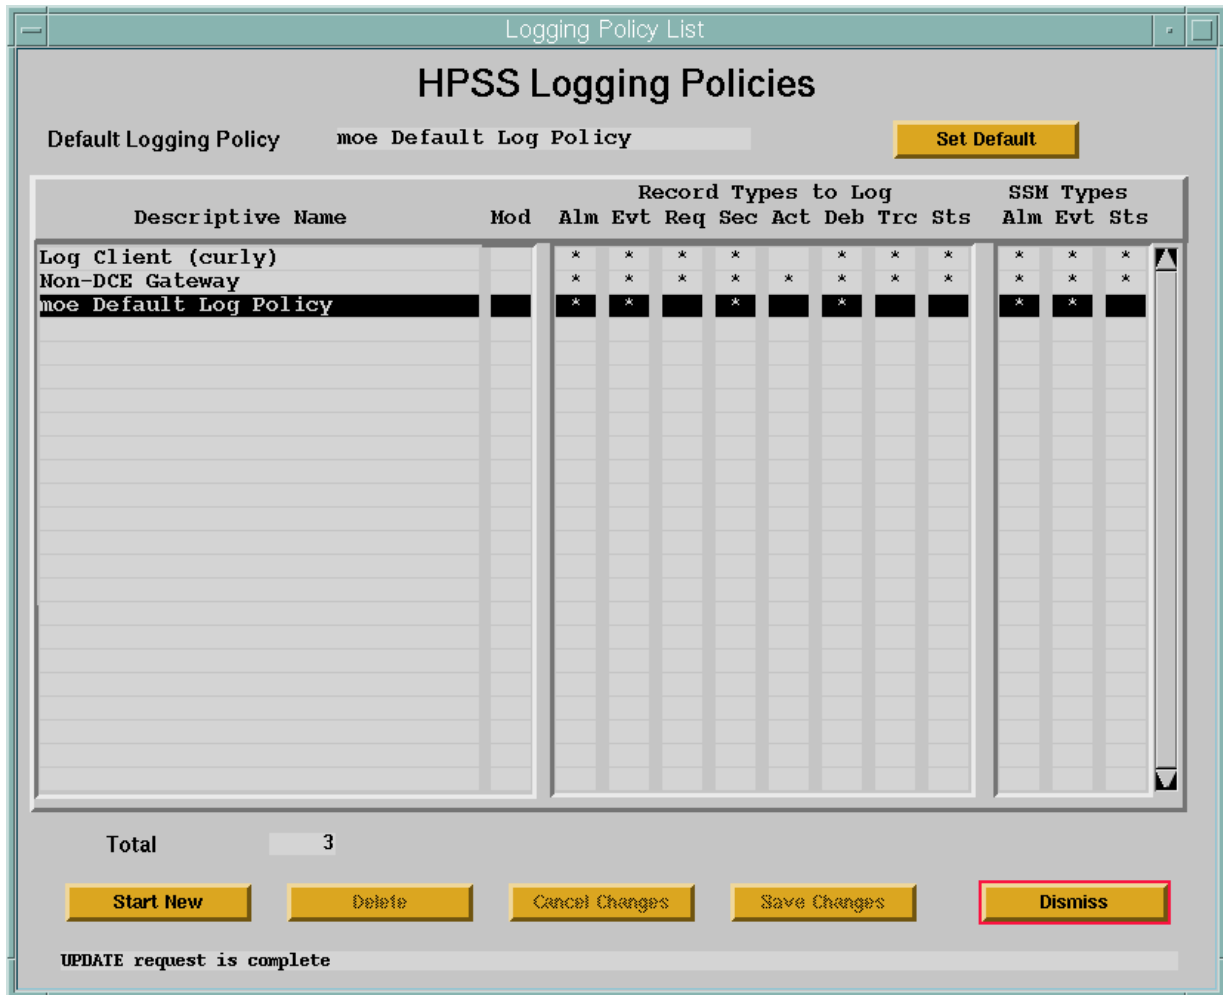 Logging Policy List
HPSS Logging Policies
Default Logging Policy moe Default Log Policy Set Default
Record Types to Log SSM Types
Descriptive Name Mod Alm Evt Req Sec Act Deb Trc Sts Alm Evt Sts
Log Client (curly) * * * * * * * * * *
Non-DCE Gateway * * * * * * * * * * *
moe Default Log Policy * * * * * *
Total 3
Start New Delete Cancel Changes Save Changes Dismiss
UPDATE request is complete